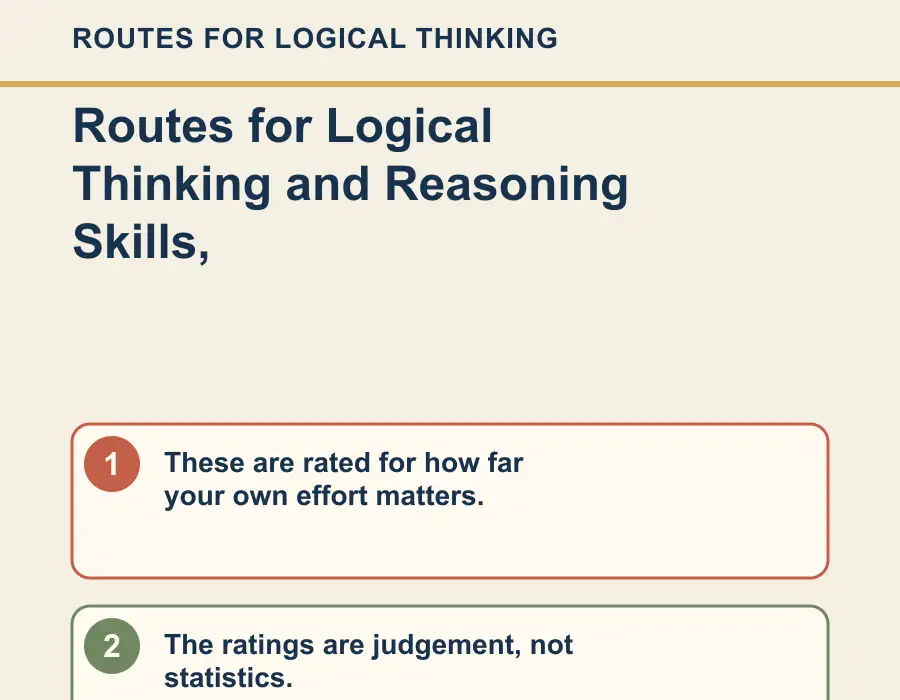 ROUTES FOR LOGICAL THINKING
Routes for Logical
Thinking and Reasoning
Skills,
1
These are rated for how far
your own effort matters.
2
The ratings are judgement, not
statistics.